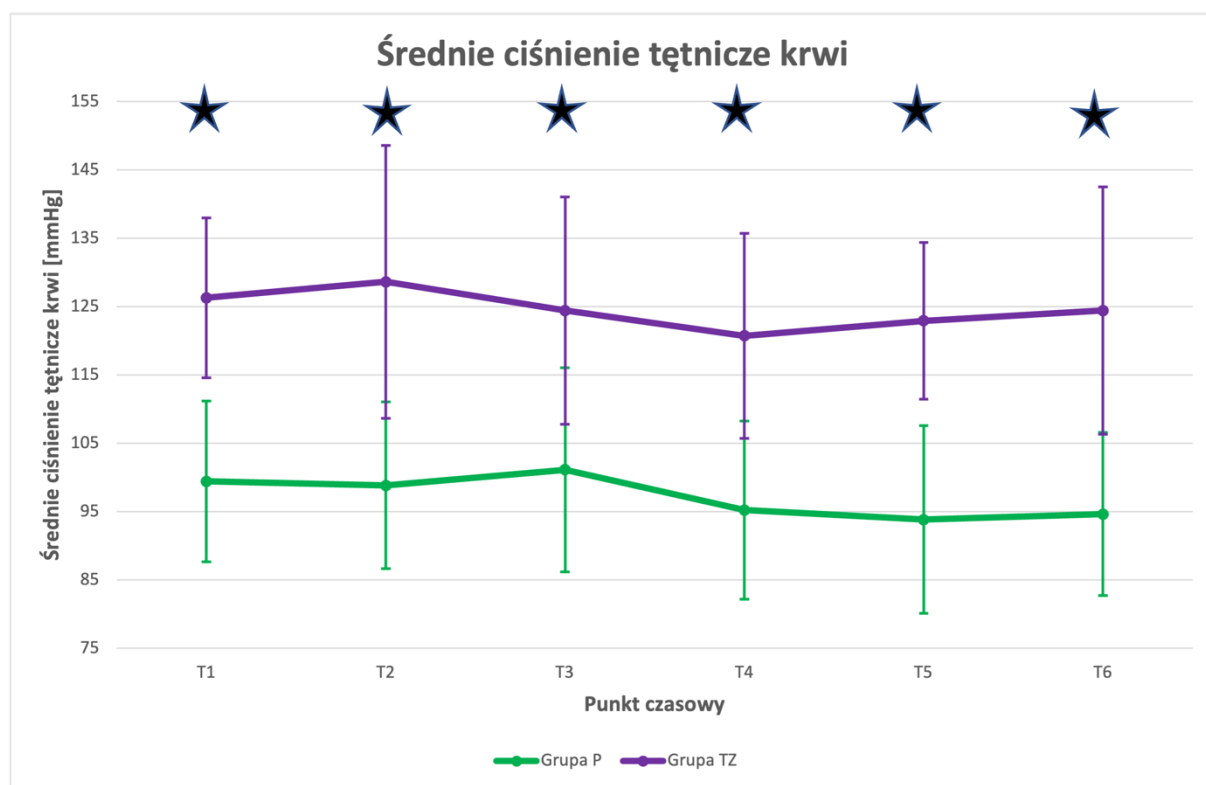 Średnie ciśnienie tętnicze krwi
Średnie ciśnienie tętnicze krwi [mmHg]
155
145
135
125
115
105
95
85
75
T1 T2 T3 T4 T5 T6
Punkt czasowy
Grupa P Grupa TZ